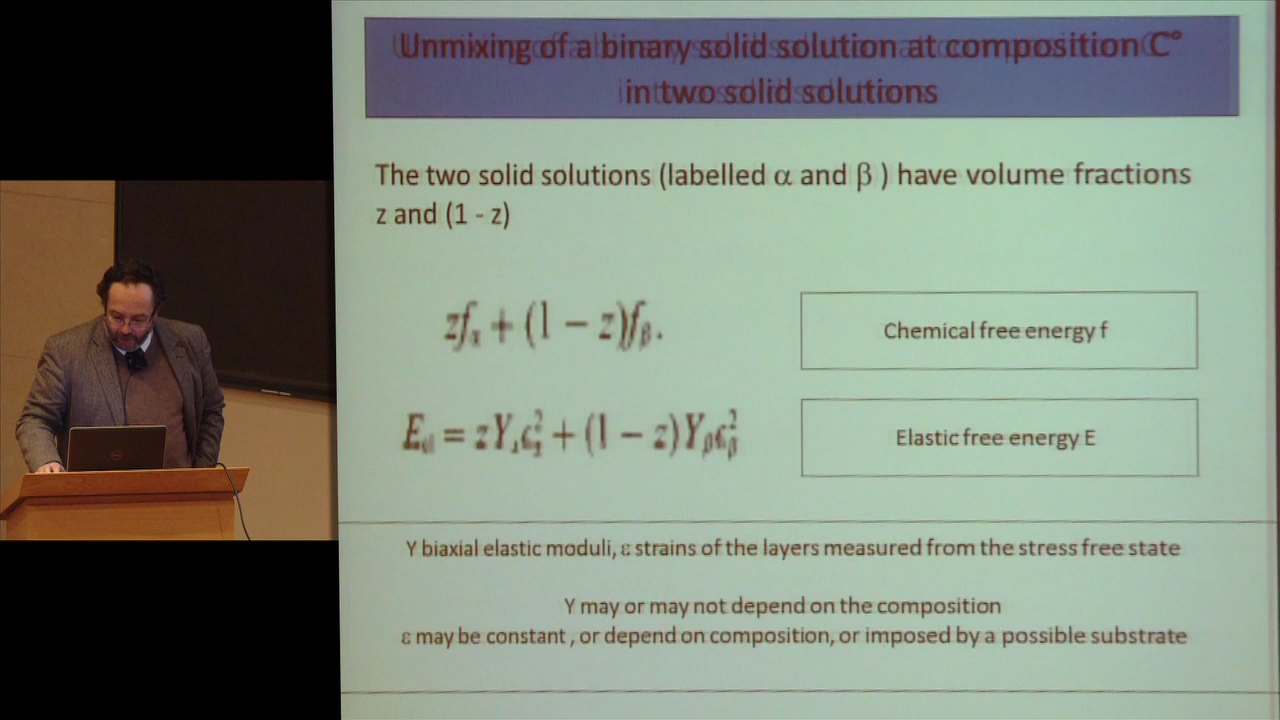 Unmixing of a binary solid solution at composition C°
in two solid solutions
The two solid solutions (labelled α and β ) have volume fractions
z and (1 - z)
zfα + (1 − z)fβ.
Chemical free energy f
Eel = zYαε²α + (1 − z)Yβε²β
Elastic free energy E
Y biaxial elastic moduli, ε strains of the layers measured from the stress free state
Y may or may not depend on the composition
ε may be constant , or depend on composition, or imposed by a possible substrate